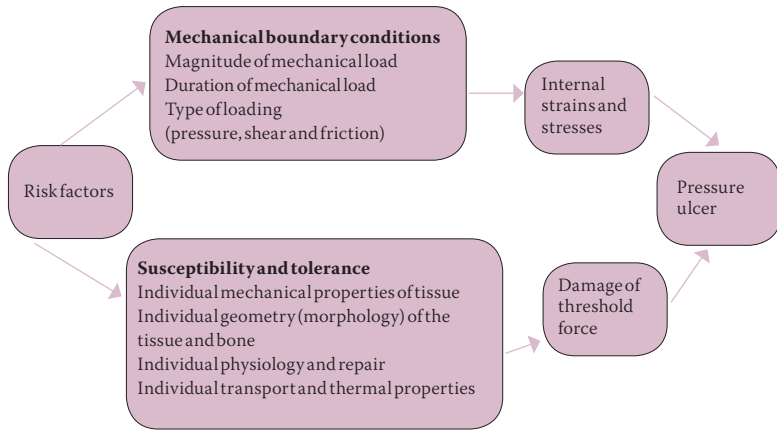 Mechanical boundary conditions
Magnitude of mechanical load
Duration of mechanical load
Type of loading
(pressure, shear and friction)
Internal
strains and
stresses
Risk factors
Pressure
ulcer
Susceptibility and tolerance
Individual mechanical properties of tissue
Individual geometry (morphology) of the
tissue and bone
Individual physiology and repair
Individual transport and thermal properties
Damage of
threshold
force